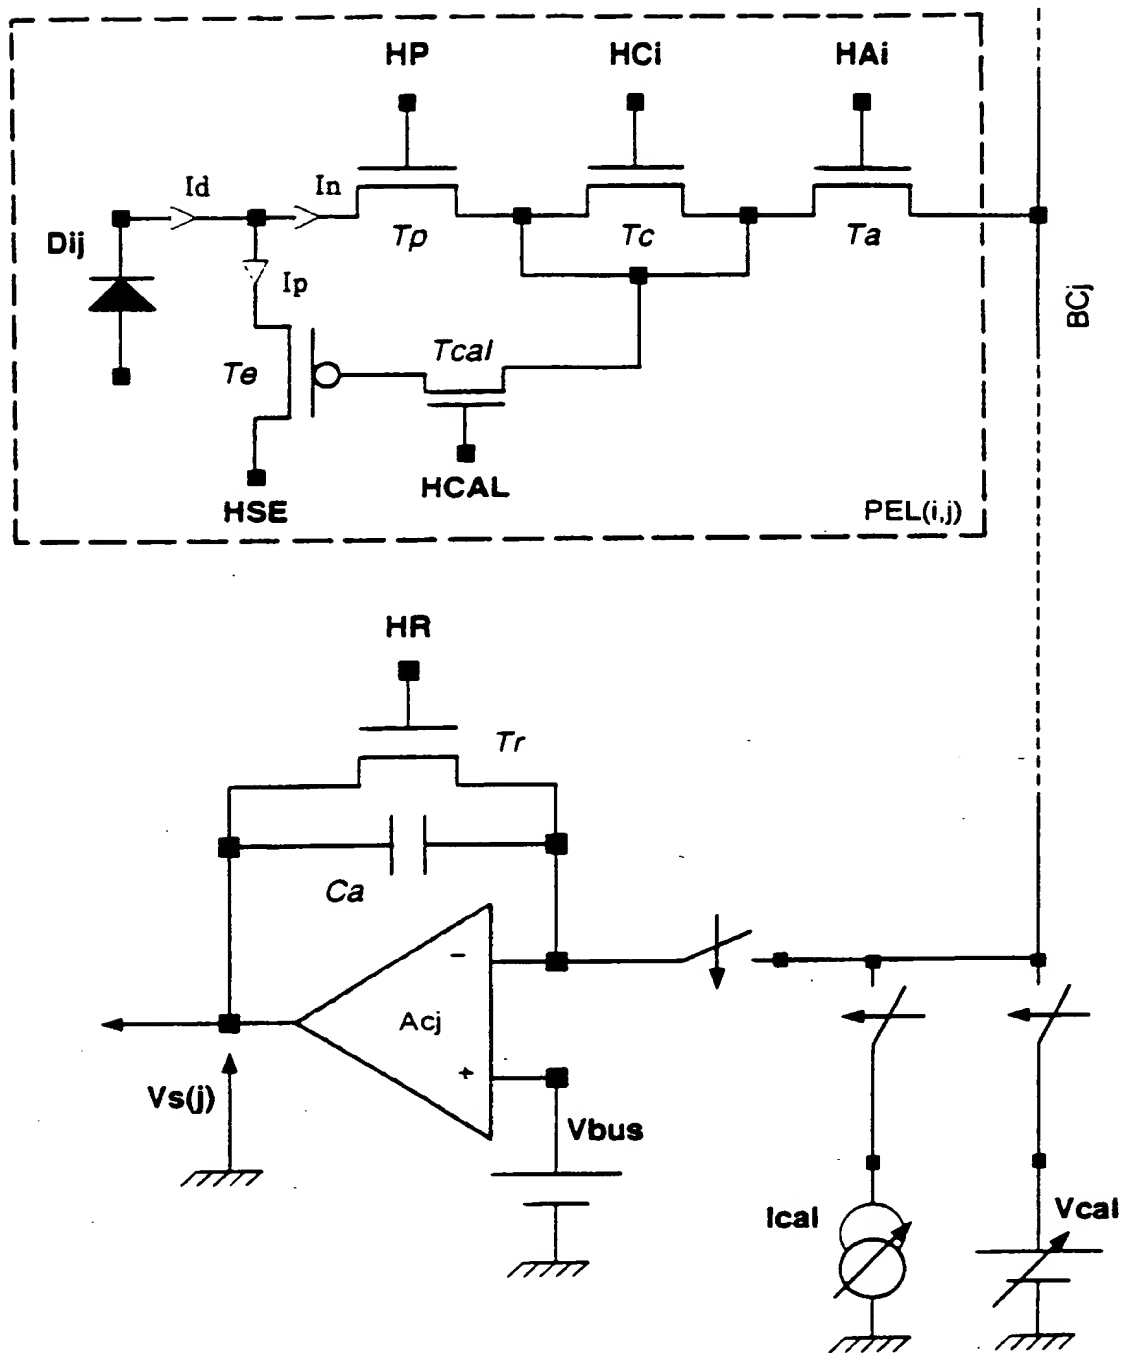 HP HCi HAi
Id In
Dij Tp Tc Ta
Ip
BCj
Te Tcal
HCAL
HSE PEL(i,j)
HR
Tr
Ca
-
Acj
+
Vs(j)
Vbus
Ical Vcal